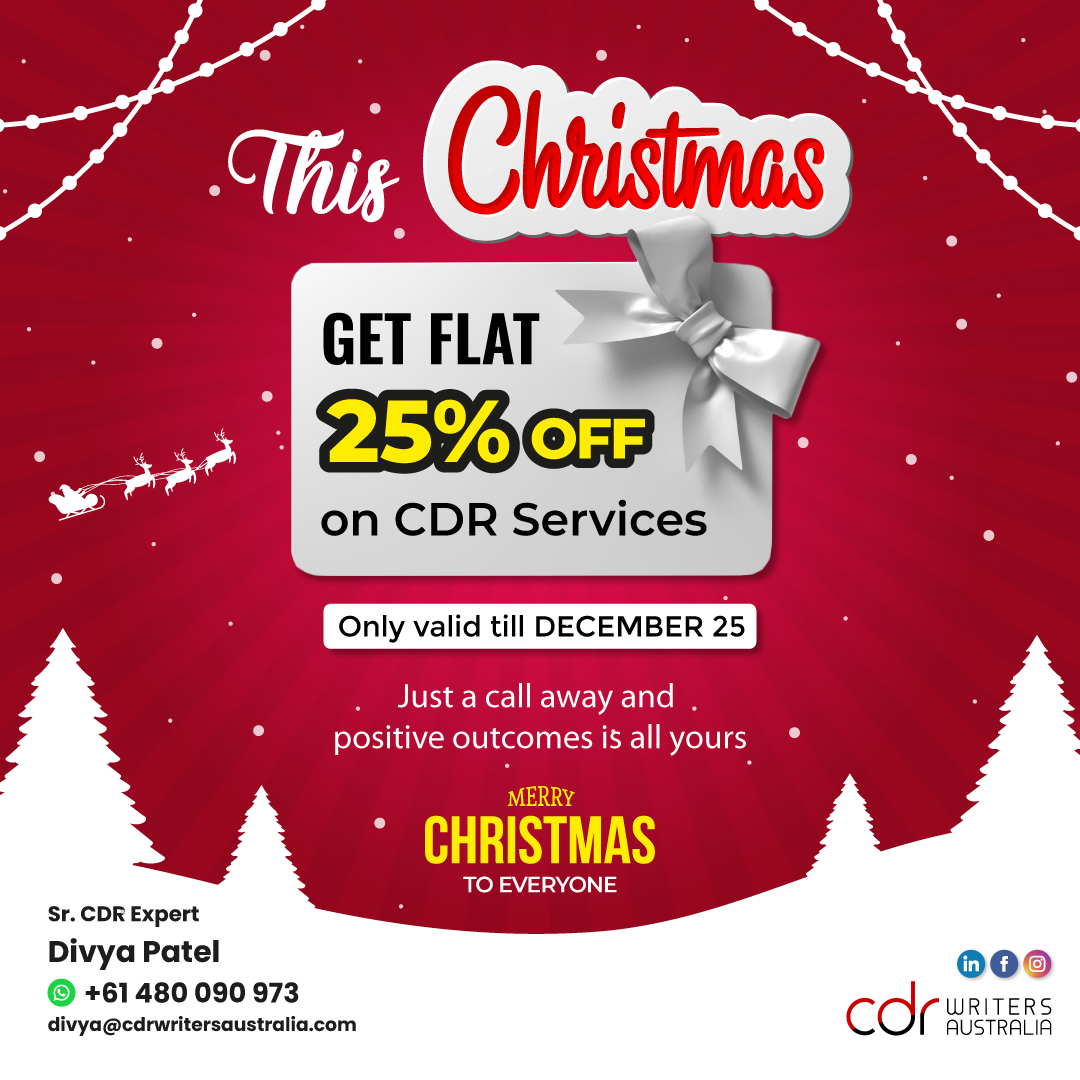 This Christmas
GET FLAT
25% OFF
on CDR Services
Only valid till DECEMBER 25
Just a call away and
positive outcomes is all yours
MERRY
CHRISTMAS
TO EVERYONE
Sr. CDR Expert
Divya Patel
+61 480 090 973
divya@cdrwritersaustralia.com
in f
cdr WRITERS
AUSTRALIA